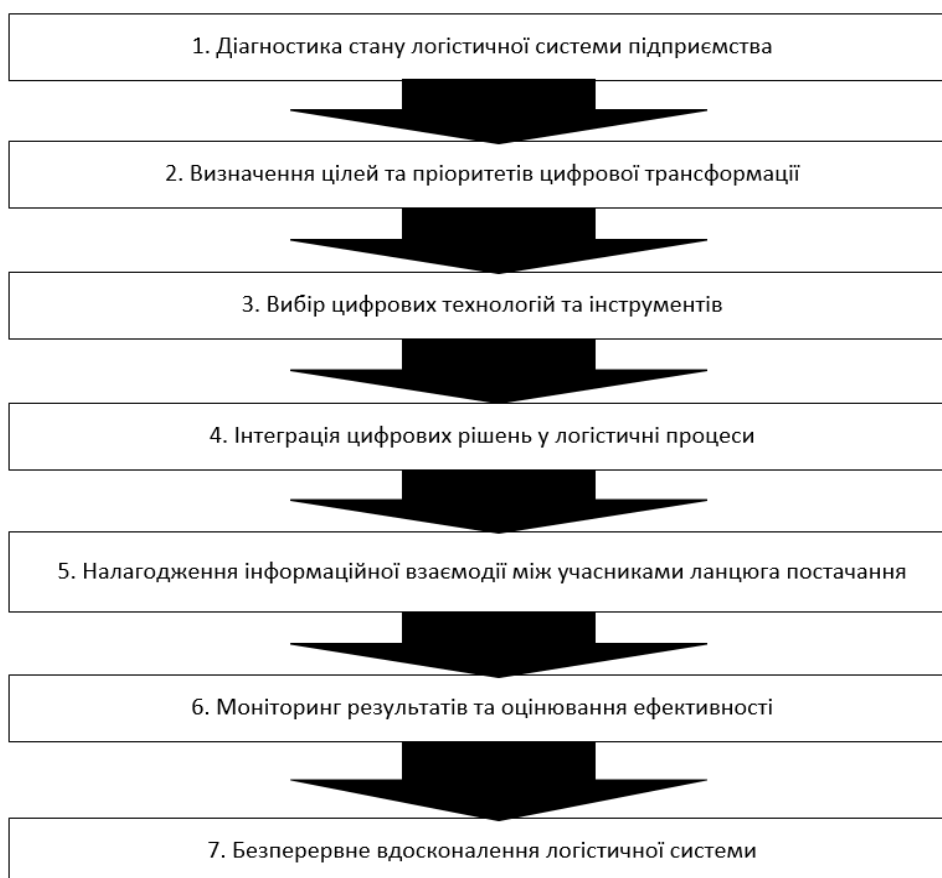 1. Діагностика стану логістичної системи підприємства
2. Визначення цілей та пріоритетів цифрової трансформації
3. Вибір цифрових технологій та інструментів
4. Інтеграція цифрових рішень у логістичні процеси
5. Налагодження інформаційної взаємодії між учасниками ланцюга постачання
6. Моніторинг результатів та оцінювання ефективності
7. Безперервне вдосконалення логістичної системи